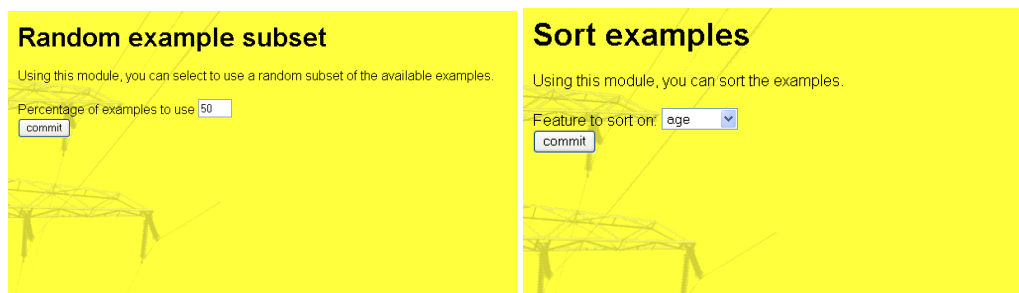 Random example subset
Using this module, you can select to use a random subset of the available examples.
Percentage of examples to use 50
commit
Sort examples
Using this module, you can sort the examples.
Feature to sort on: age
commit